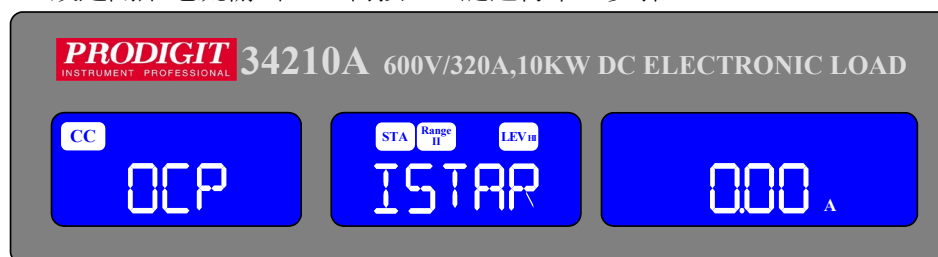 PRODIGIT
INSTRUMENT PROFESSIONAL
34210A 600V/320A,10KW DC ELECTRONIC LOAD
CC
OCP
STA Range II LEV III
ISTAR
0.00 A